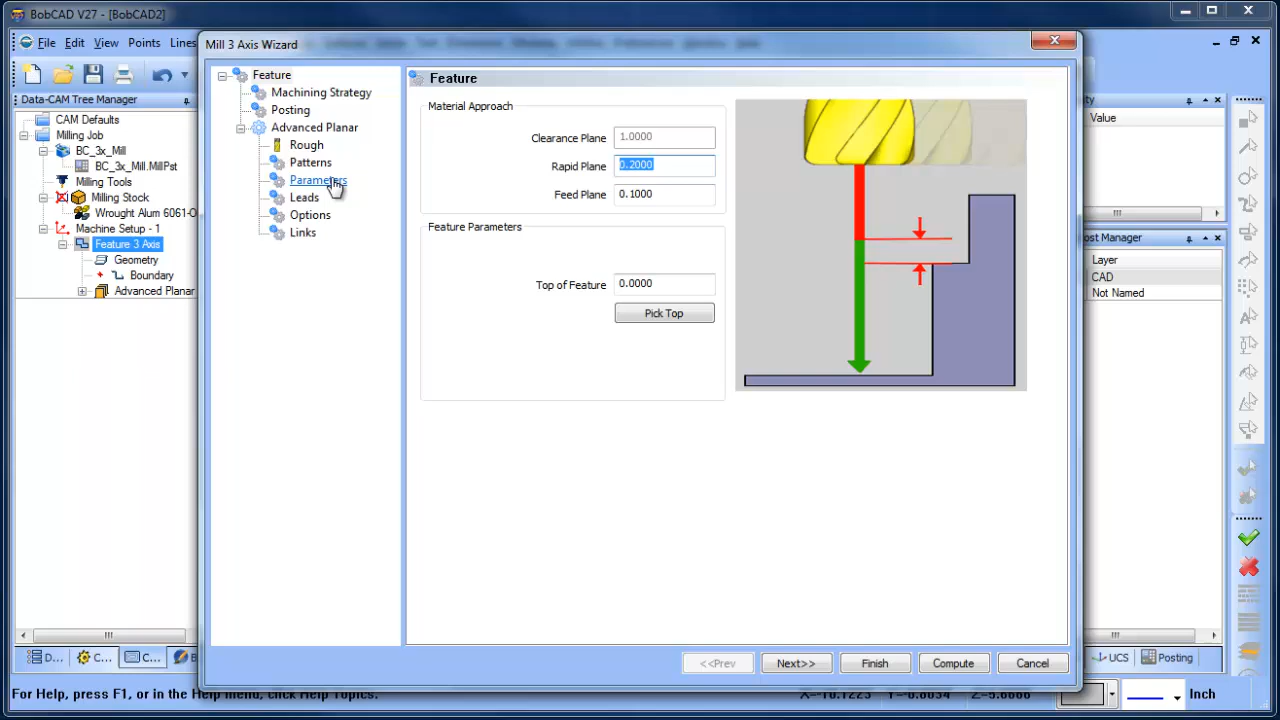 BobCAD V27 - [BobCAD2]
File Edit View Points Lines
Data-CAM Tree Manager
CAM Defaults
Milling Job
BC_3x_Mill
BC_3x_Mill.MillPst
Milling Tools
Milling Stock
Wrought Alum 6061-O
Machine Setup - 1
Feature 3 Axis
Geometry
Boundary
Advanced Planar
D...
C...
C...
Mill 3 Axis Wizard
Feature
Machining Strategy
Posting
Advanced Planar
Rough
Patterns
Parameters
Leads
Options
Links
Feature
Material Approach
Clearance Plane 1.0000
Rapid Plane 0.2000
Feed Plane 0.1000
Feature Parameters
Top of Feature 0.0000
Pick Top
<<Prev Next>> Finish Compute Cancel
Value
ost Manager
Layer
CAD
Not Named
UCS Posting
For Help, press F1, or in the Help menu, click Help Topics.
Inch